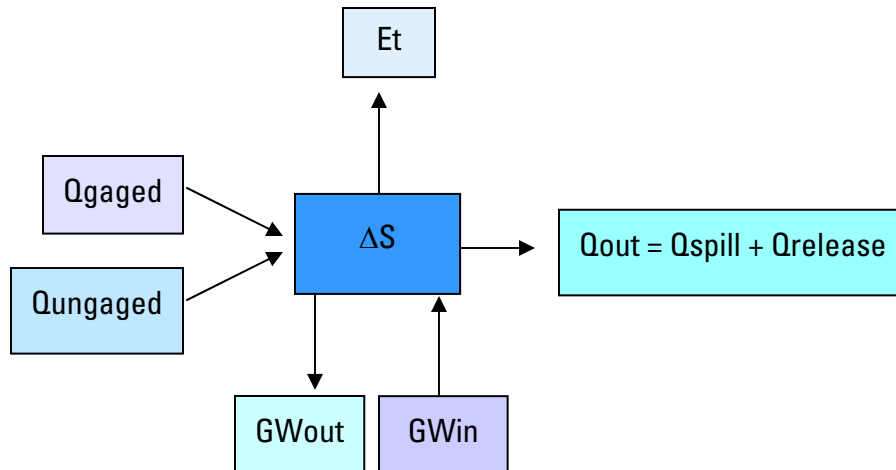 Et
Qgaged
ΔS
Qout = Qspill + Qrelease
Qungaged
GWout
GWin